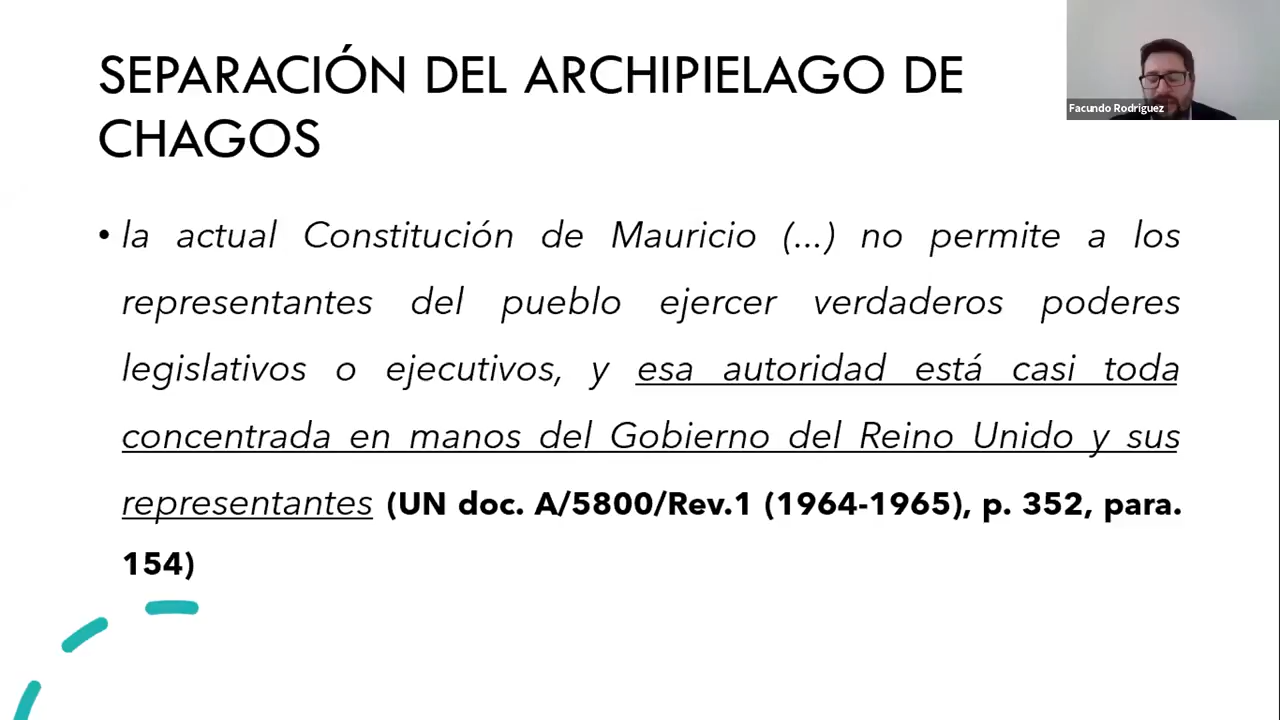 SEPARACIÓN DEL ARCHIPIELAGO DE
CHAGOS
Facundo Rodriguez
• la actual Constitución de Mauricio (...) no permite a los
representantes del pueblo ejercer verdaderos poderes
legislativos o ejecutivos, y esa autoridad está casi toda
concentrada en manos del Gobierno del Reino Unido y sus
representantes (UN doc. A/5800/Rev.1 (1964-1965), p. 352, para.
154)